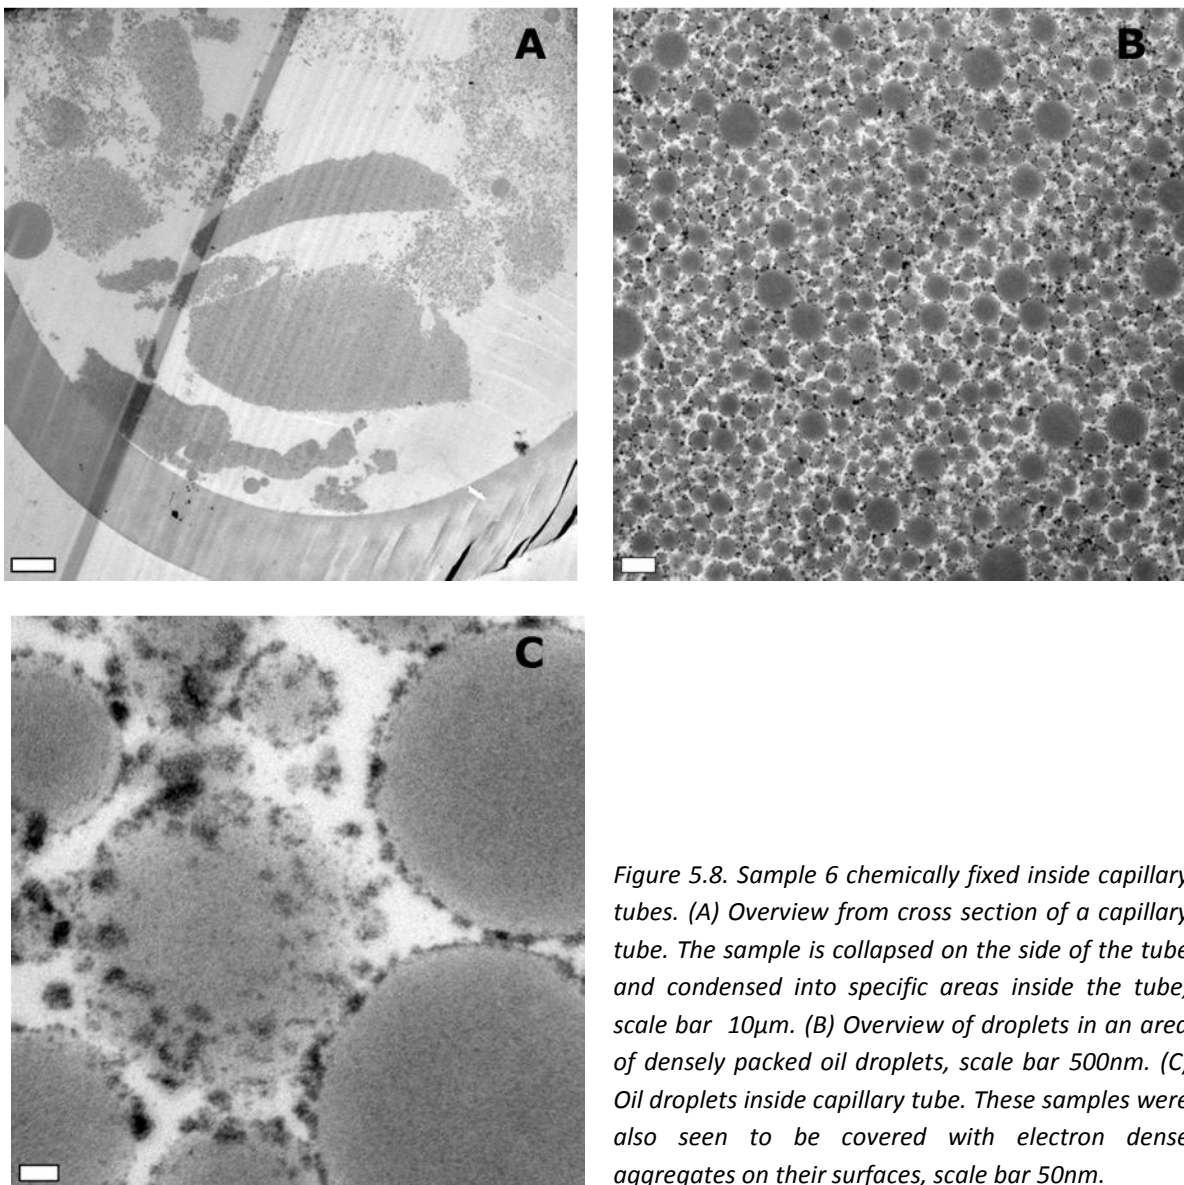 A
B
C
Figure 5.8. Sample 6 chemically fixed inside capillary
tubes. (A) Overview from cross section of a capillary
tube. The sample is collapsed on the side of the tube
and condensed into specific areas inside the tube,
scale bar 10µm. (B) Overview of droplets in an area
of densely packed oil droplets, scale bar 500nm. (C)
Oil droplets inside capillary tube. These samples were
also seen to be covered with electron dense
aggregates on their surfaces, scale bar 50nm.